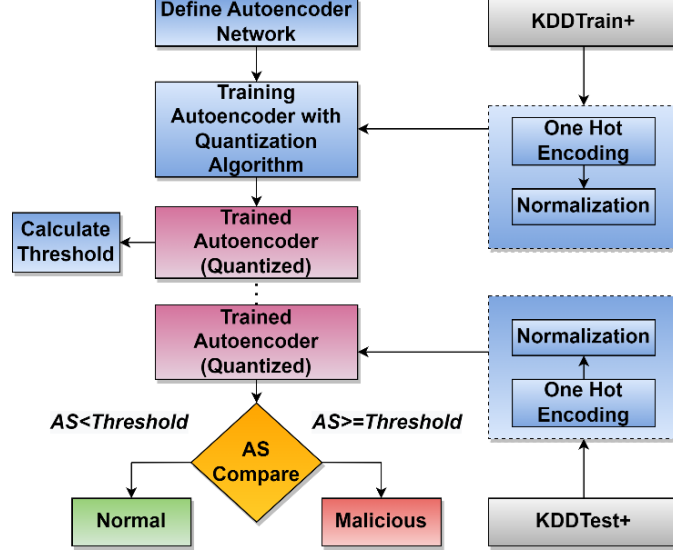 Define Autoencoder
Network
KDDTrain+
Training
Autoencoder with
Quantization
Algorithm
One Hot
Encoding
Normalization
Calculate
Threshold
Trained
Autoencoder
(Quantized)
Trained
Autoencoder
(Quantized)
Normalization
One Hot
Encoding
AS<Threshold
AS>=Threshold
AS
Compare
Normal
Malicious
KDDTest+